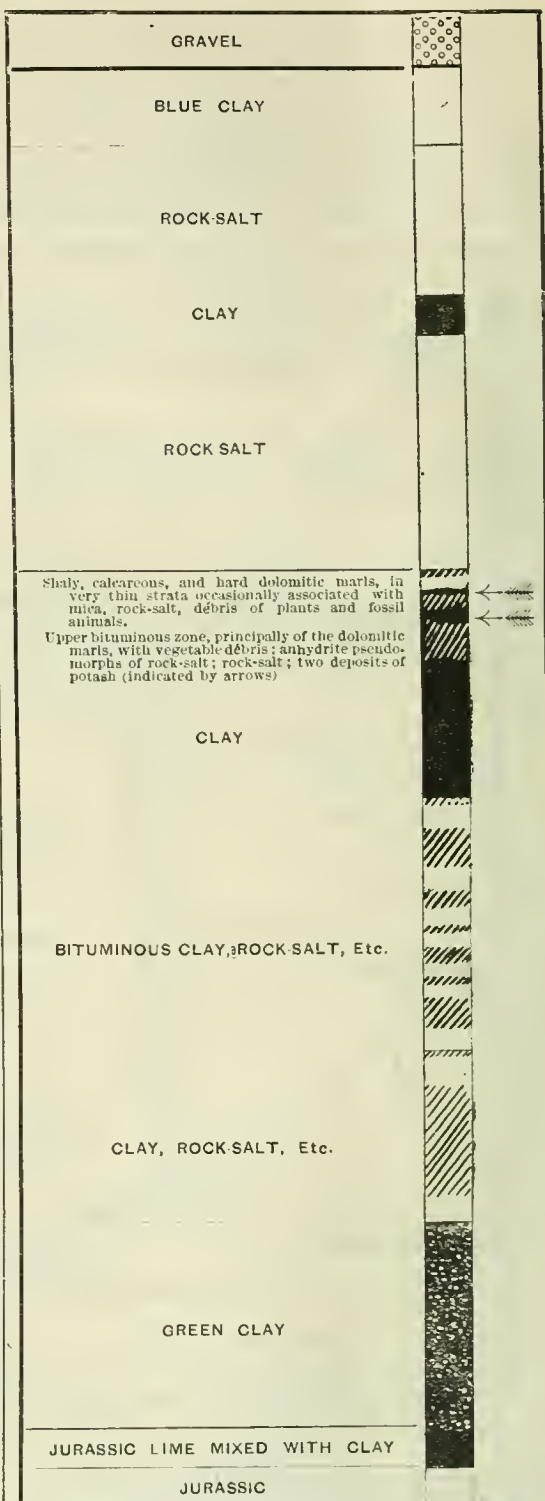 GRAVEL
BLUE CLAY
ROCK-SALT
CLAY
ROCK SALT
Shaly, calcareous, and hard dolomitic marls, in
very thin strata occasionally associated with
mica, rock-salt, débris of plants and fossil
animals.
Upper bituminous zone, principally of the dolomitic
marls, with vegetable débris; anhydrite pseudo-
morphs of rock-salt; rock-salt; two deposits of
potash (indicated by arrows)
CLAY
BITUMINOUS CLAY, ROCK-SALT, Etc.
CLAY, ROCK-SALT, Etc.
GREEN CLAY
JURASSIC LIME MIXED WITH CLAY
JURASSIC